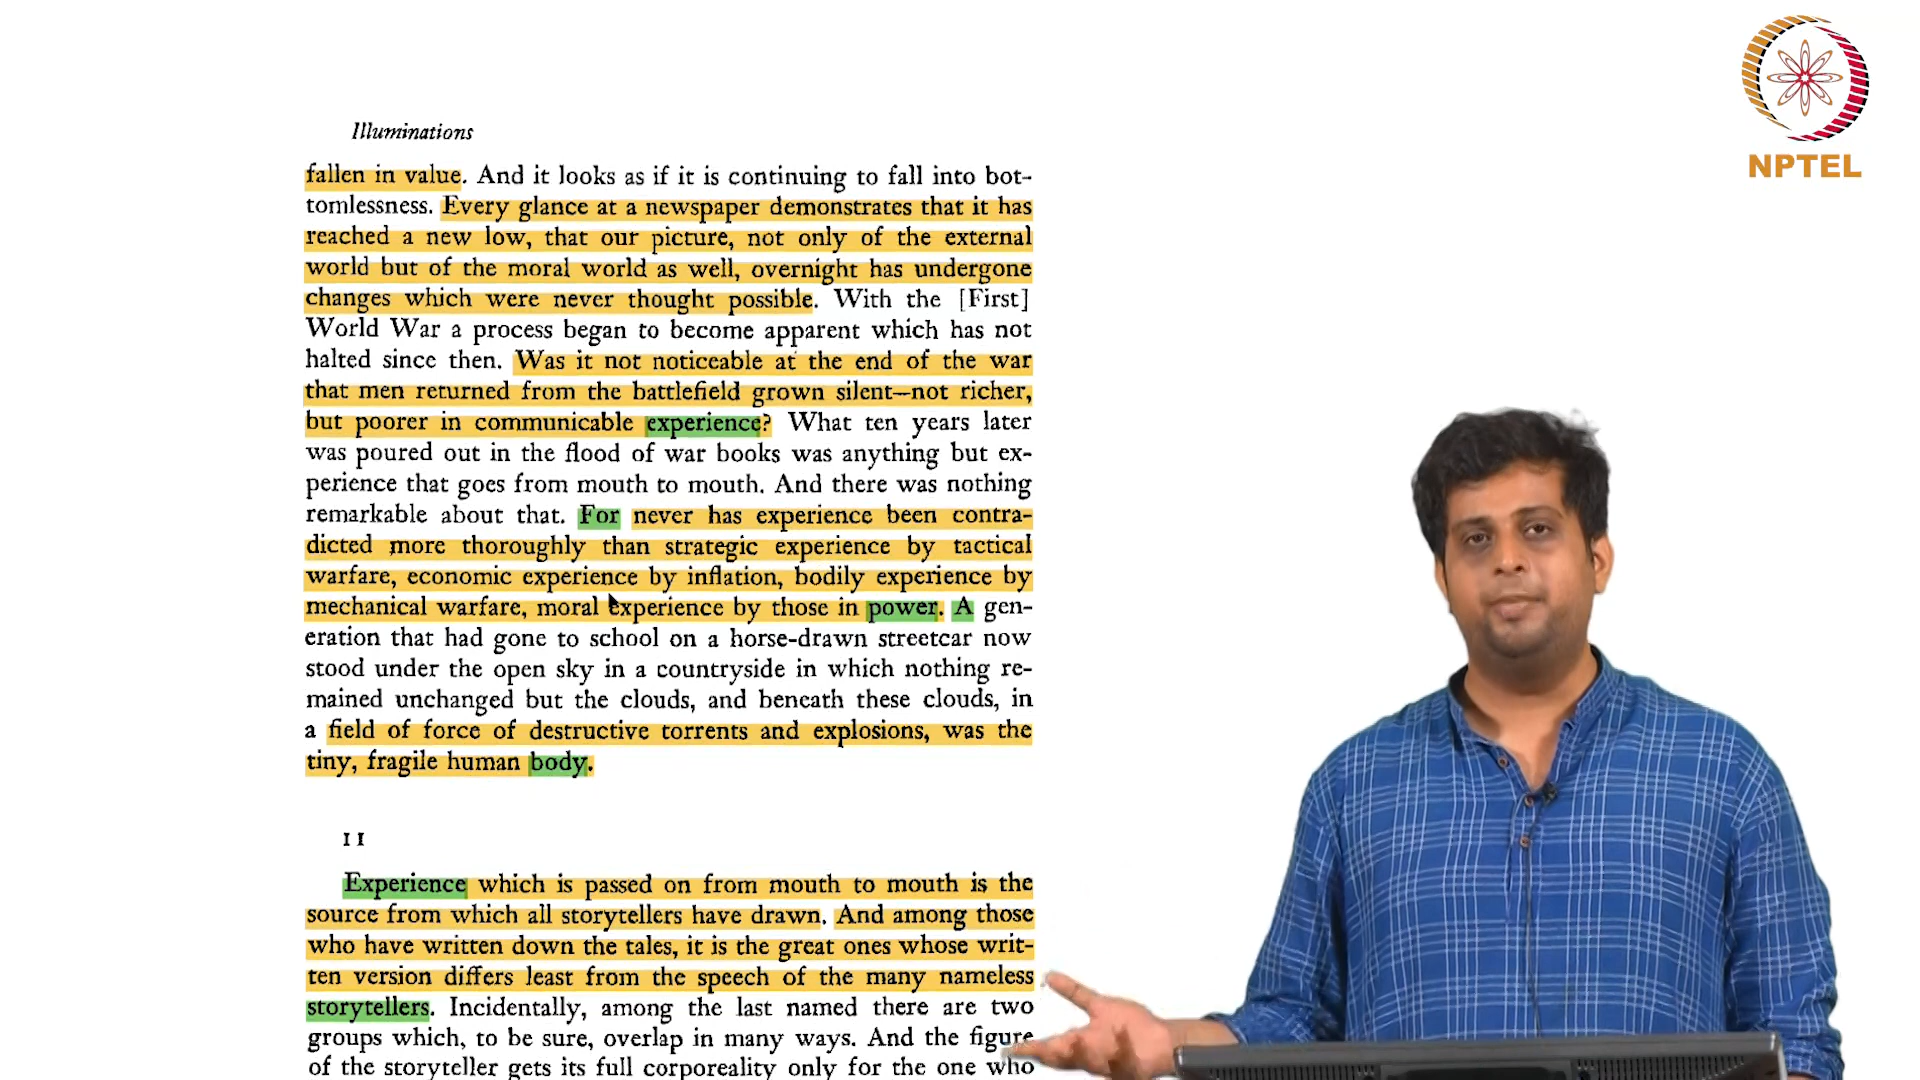 Illuminations
fallen in value. And it looks as if it is continuing to fall into bot-
tomlessness. Every glance at a newspaper demonstrates that it has
reached a new low, that our picture, not only of the external
world but of the moral world as well, overnight has undergone
changes which were never thought possible. With the [First]
World War a process began to become apparent which has not
halted since then. Was it not noticeable at the end of the war
that men returned from the battlefield grown silent—not richer,
but poorer in communicable experience? What ten years later
was poured out in the flood of war books was anything but ex-
perience that goes from mouth to mouth. And there was nothing
remarkable about that. For never has experience been contra-
dicted more thoroughly than strategic experience by tactical
warfare, economic experience by inflation, bodily experience by
mechanical warfare, moral experience by those in power. A gen-
eration that had gone to school on a horse-drawn streetcar now
stood under the open sky in a countryside in which nothing re-
mained unchanged but the clouds, and beneath these clouds, in
a field of force of destructive torrents and explosions, was the
tiny, fragile human body.
II
Experience which is passed on from mouth to mouth is the
source from which all storytellers have drawn. And among those
who have written down the tales, it is the great ones whose writ-
ten version differs least from the speech of the many nameless
storytellers. Incidentally, among the last named there are two
groups which, to be sure, overlap in many ways. And the figure
of the storyteller gets its full corporeality only for the one who
NPTEL